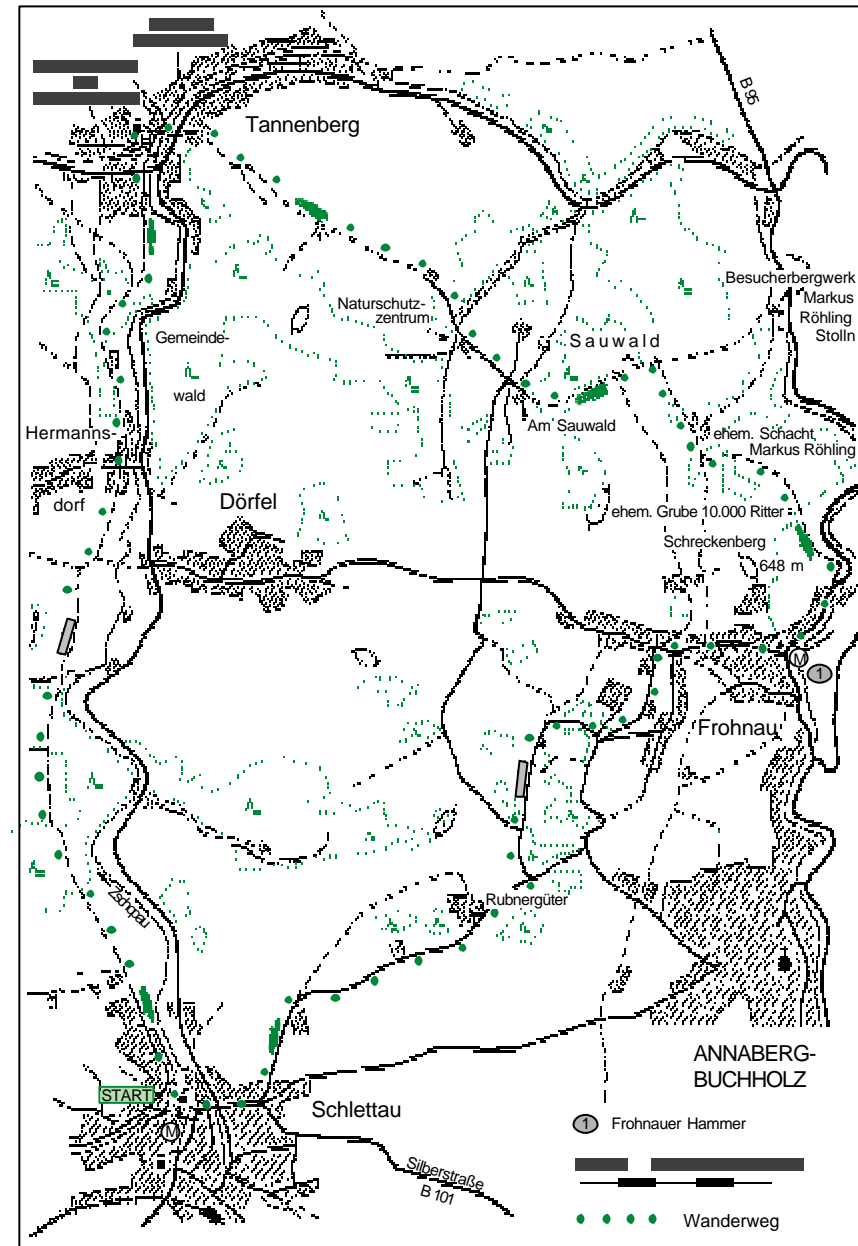 B 95
Tannenberg
Besucherbergwerk
Markus
Röhling
Stolln
Naturschutz-
zentrum
Gemeinde-
wald
Sauwald
Am Sauwald
Hermanns-
dorf
ehem. Schacht
Markus Röhling
Dörfel
ehem. Grube 10.000 Ritter
Schreckenberg
648 m
M
1
Frohnau
Zschopau
Rubnergüter
ANNABERG-
BUCHHOLZ
START
Schlettau
M
1 Frohnauer Hammer
Silberstraße
B 101
Wanderweg